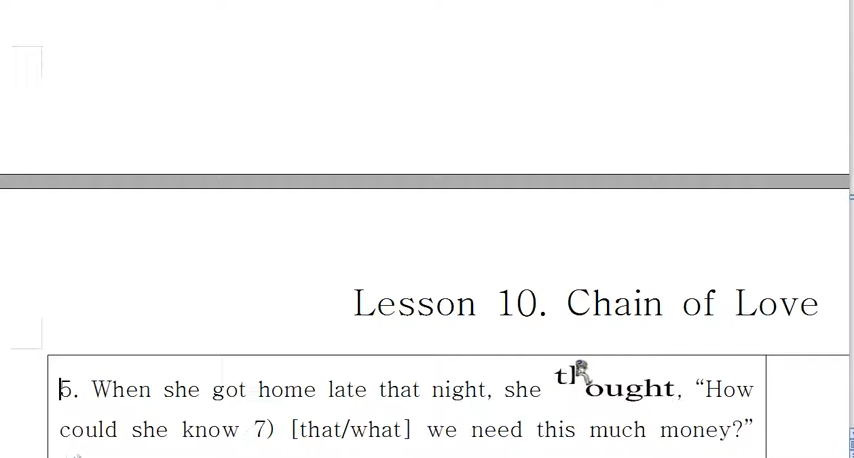 Lesson 10. Chain of Love
5. When she got home late that night, she thought, “How
could she know 7) [that/what] we need this much money?”